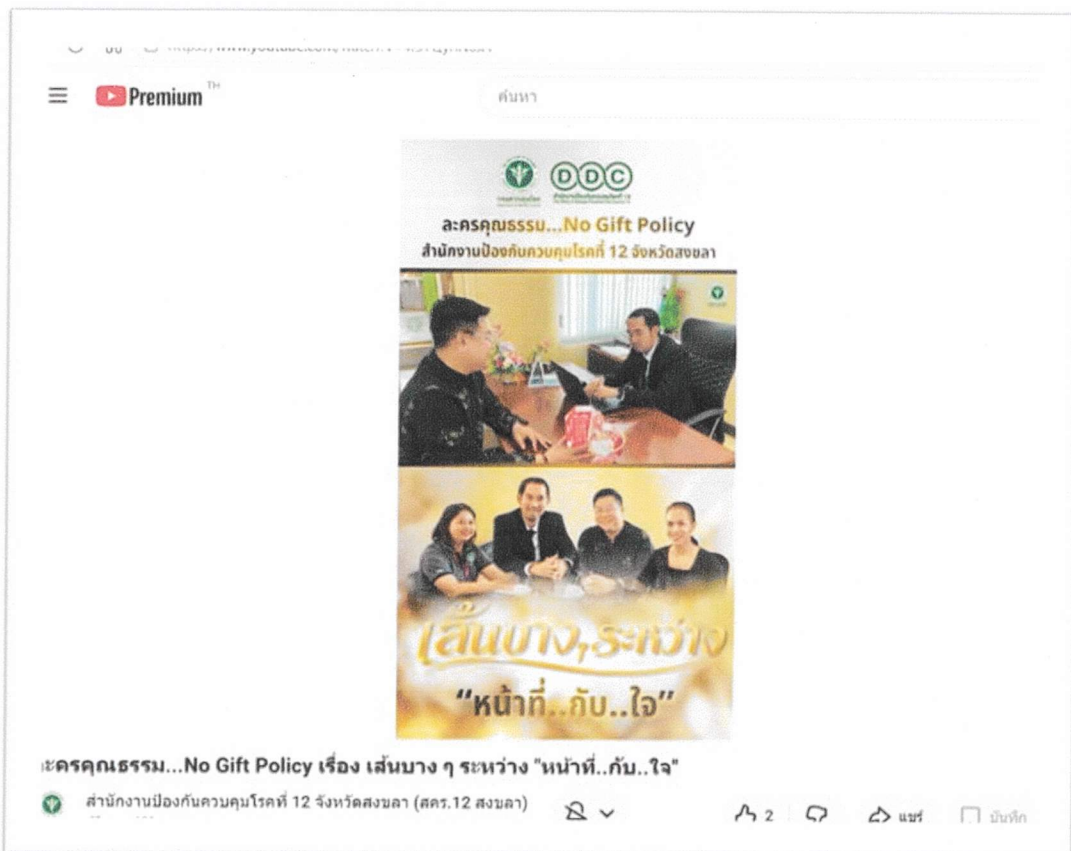 Premium TH
ค้นหา
DDC
ละครคุณธรรม...No Gift Policy
สำนักงานป้องกันควบคุมโรคที่ 12 จังหวัดสงขลา
เส้นบาง ๆ ระหว่าง
“หน้าที่..กับ..ใจ”
ละครคุณธรรม...No Gift Policy เรื่อง เส้นบาง ๆ ระหว่าง "หน้าที่..กับ..ใจ"
สำนักงานป้องกันควบคุมโรคที่ 12 จังหวัดสงขลา (สคร.12 สงขลา)
2 แชร์ บันทึก